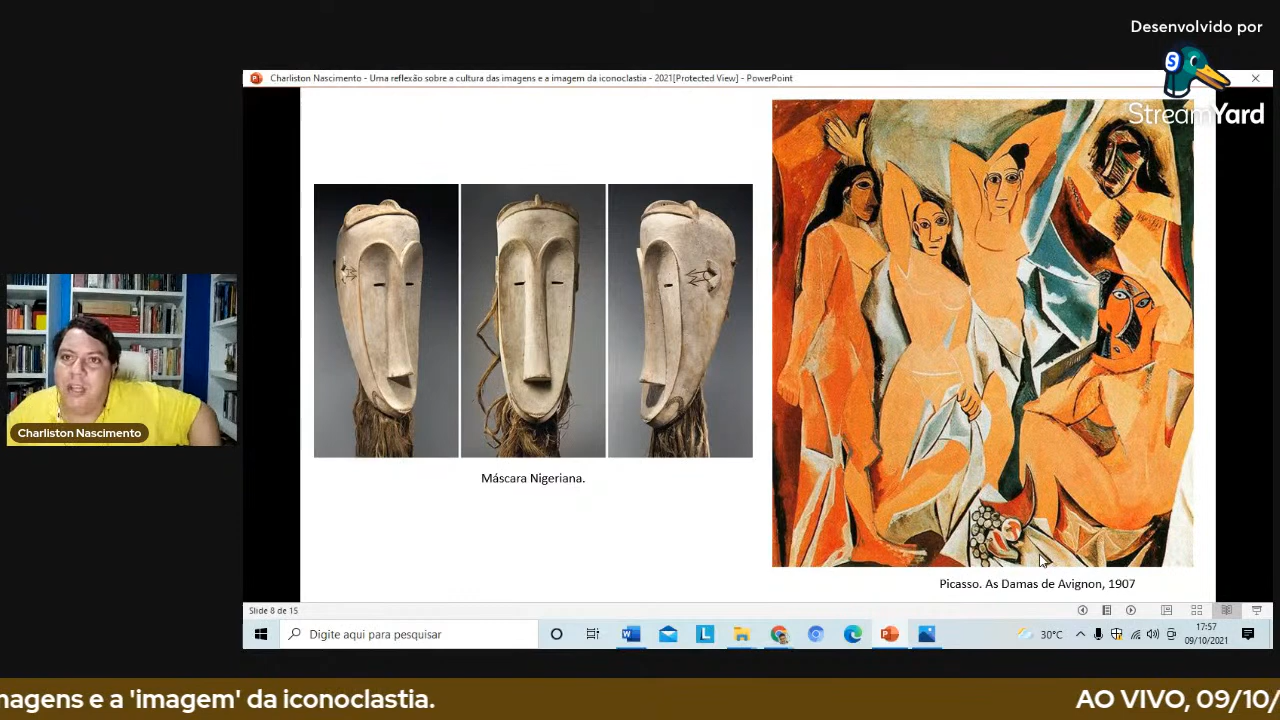 Desenvolvido por
StreamYard
Charliston Nascimento - Uma reflexão sobre a cultura das imagens e a imagem da iconoclastia - 2021[Protected View] - PowerPoint
Charliston Nascimento
Máscara Nigeriana.
Picasso. As Damas de Avignon, 1907
Slide 8 de 15
Digite aqui para pesquisar
30°C
17:57
09/10/2021
nagens e a 'imagem' da iconoclastia.
AO VIVO, 09/10/